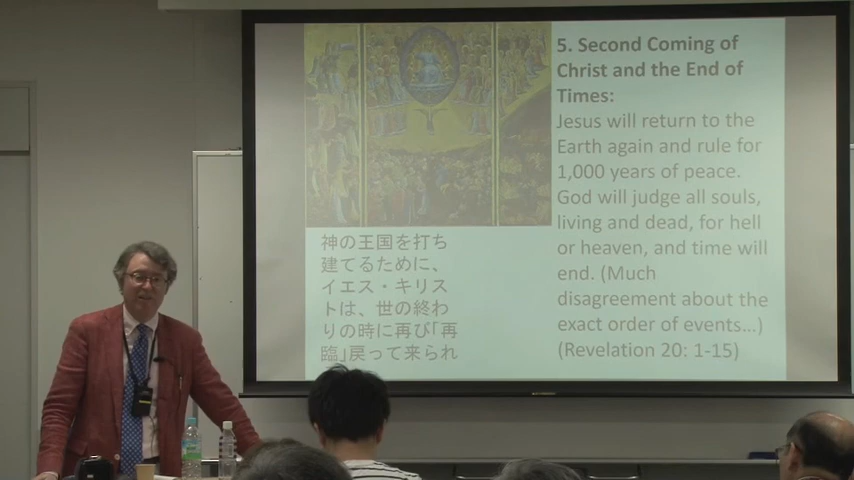 5. Second Coming of
Christ and the End of
Times:
Jesus will return to the
Earth again and rule for
1,000 years of peace.
God will judge all souls,
living and dead, for hell
or heaven, and time will
end. (Much
disagreement about the
exact order of events...)
(Revelation 20: 1-15)
神の王国を打ち
建てるために、
イエス・キリス
トは、世の終わ
りの時に再び「再
臨」戻って来られ